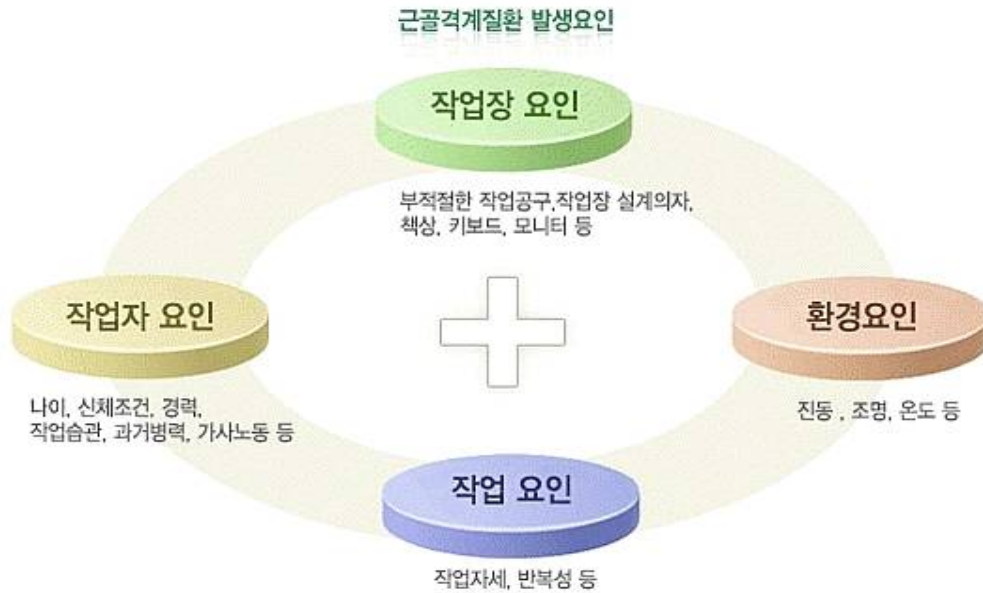 근골격계질환 발생요인
작업장 요인
부적절한 작업공구,작업장 설계의자,
책상, 키보드, 모니터 등
작업자 요인
나이, 신체조건, 경력,
작업습관, 과거병력, 가사노동 등
환경요인
진동 , 조명, 온도 등
작업 요인
작업자세, 반복성 등